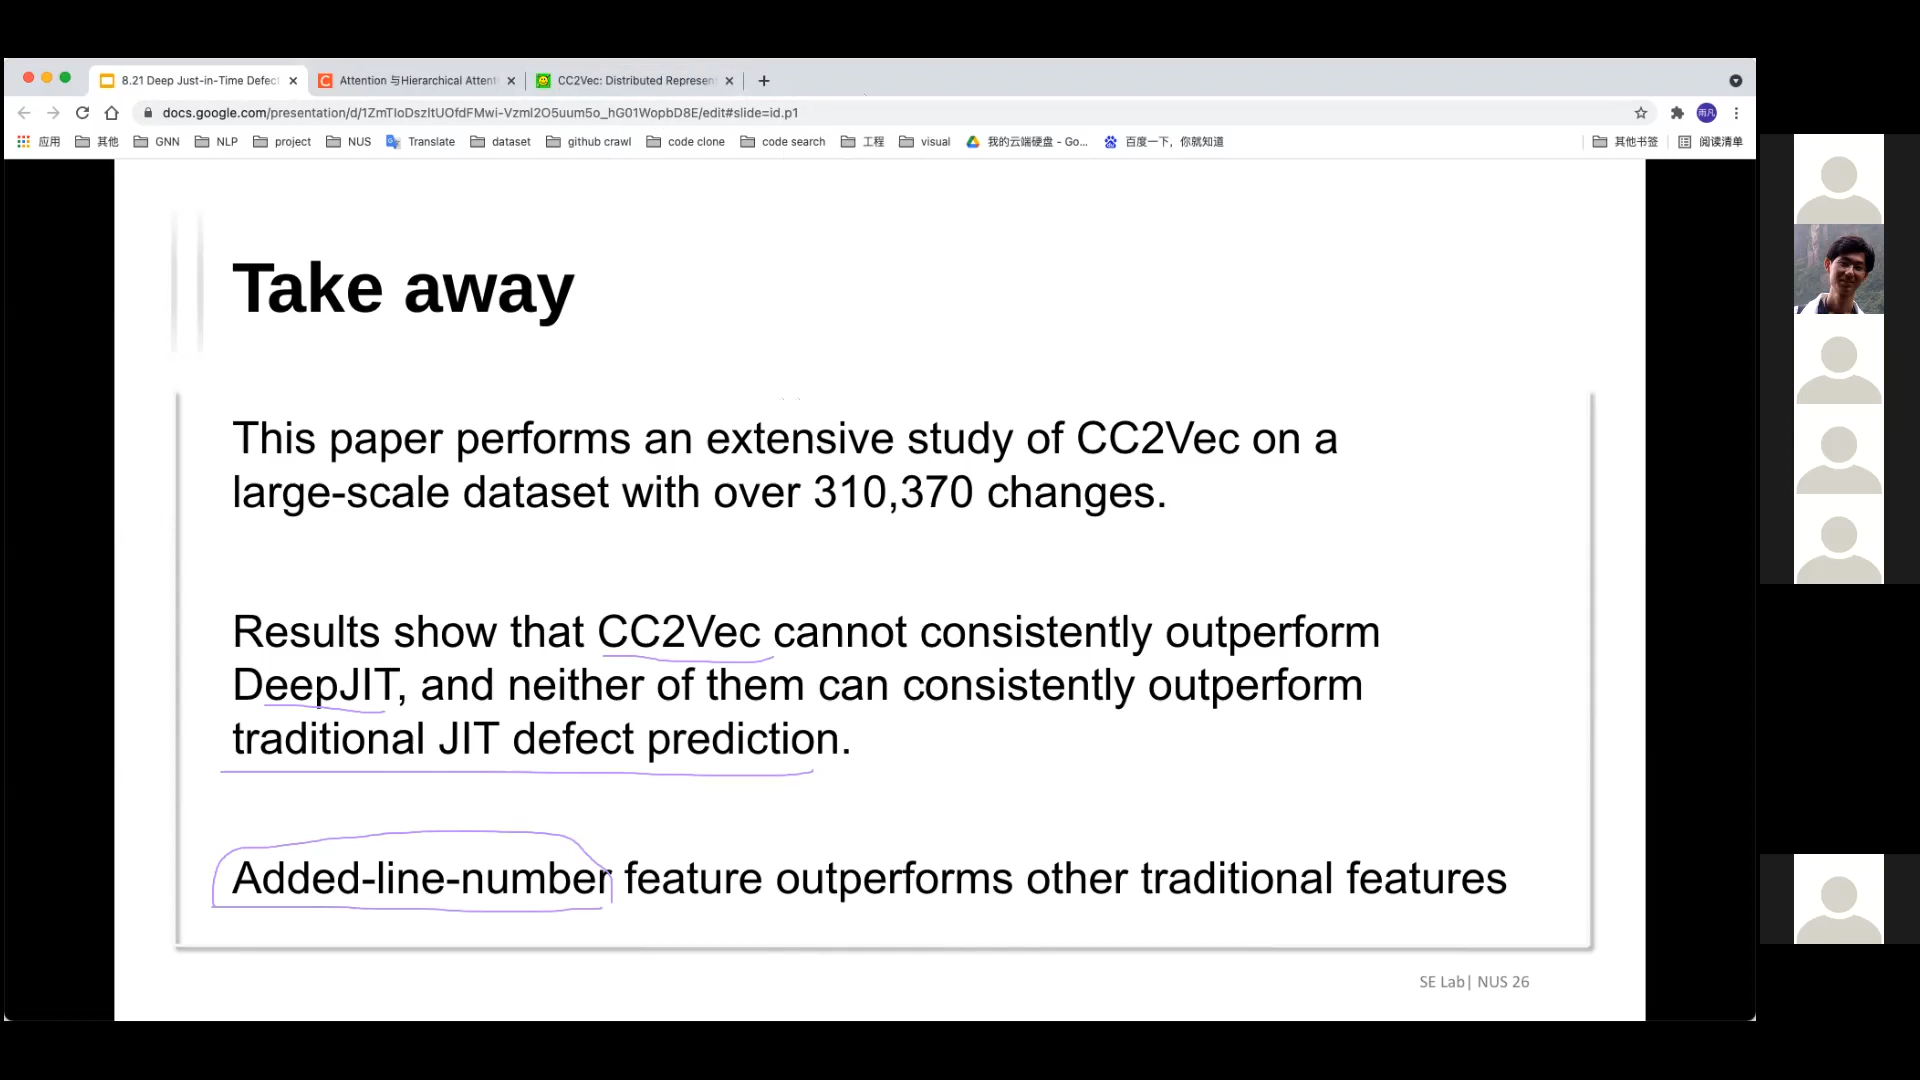 8.21 Deep Just-in-Time Defect
Attention 与Hierarchical Attent
CC2Vec: Distributed Represen
docs.google.com/presentation/d/1ZmTIoDszltUOfdFMwi-Vzml2O5uum5o_hG01WopbD8E/edit#slide=id.p1
雨凡
应用 其他 GNN NLP project NUS Translate dataset github crawl code clone code search 工程 visual 我的云端硬盘 - Go... 百度一下，你就知道 其他书签 阅读清单
Take away
This paper performs an extensive study of CC2Vec on a
large-scale dataset with over 310,370 changes.
Results show that CC2Vec cannot consistently outperform
DeepJIT, and neither of them can consistently outperform
traditional JIT defect prediction.
Added-line-number feature outperforms other traditional features
SE Lab| NUS 26